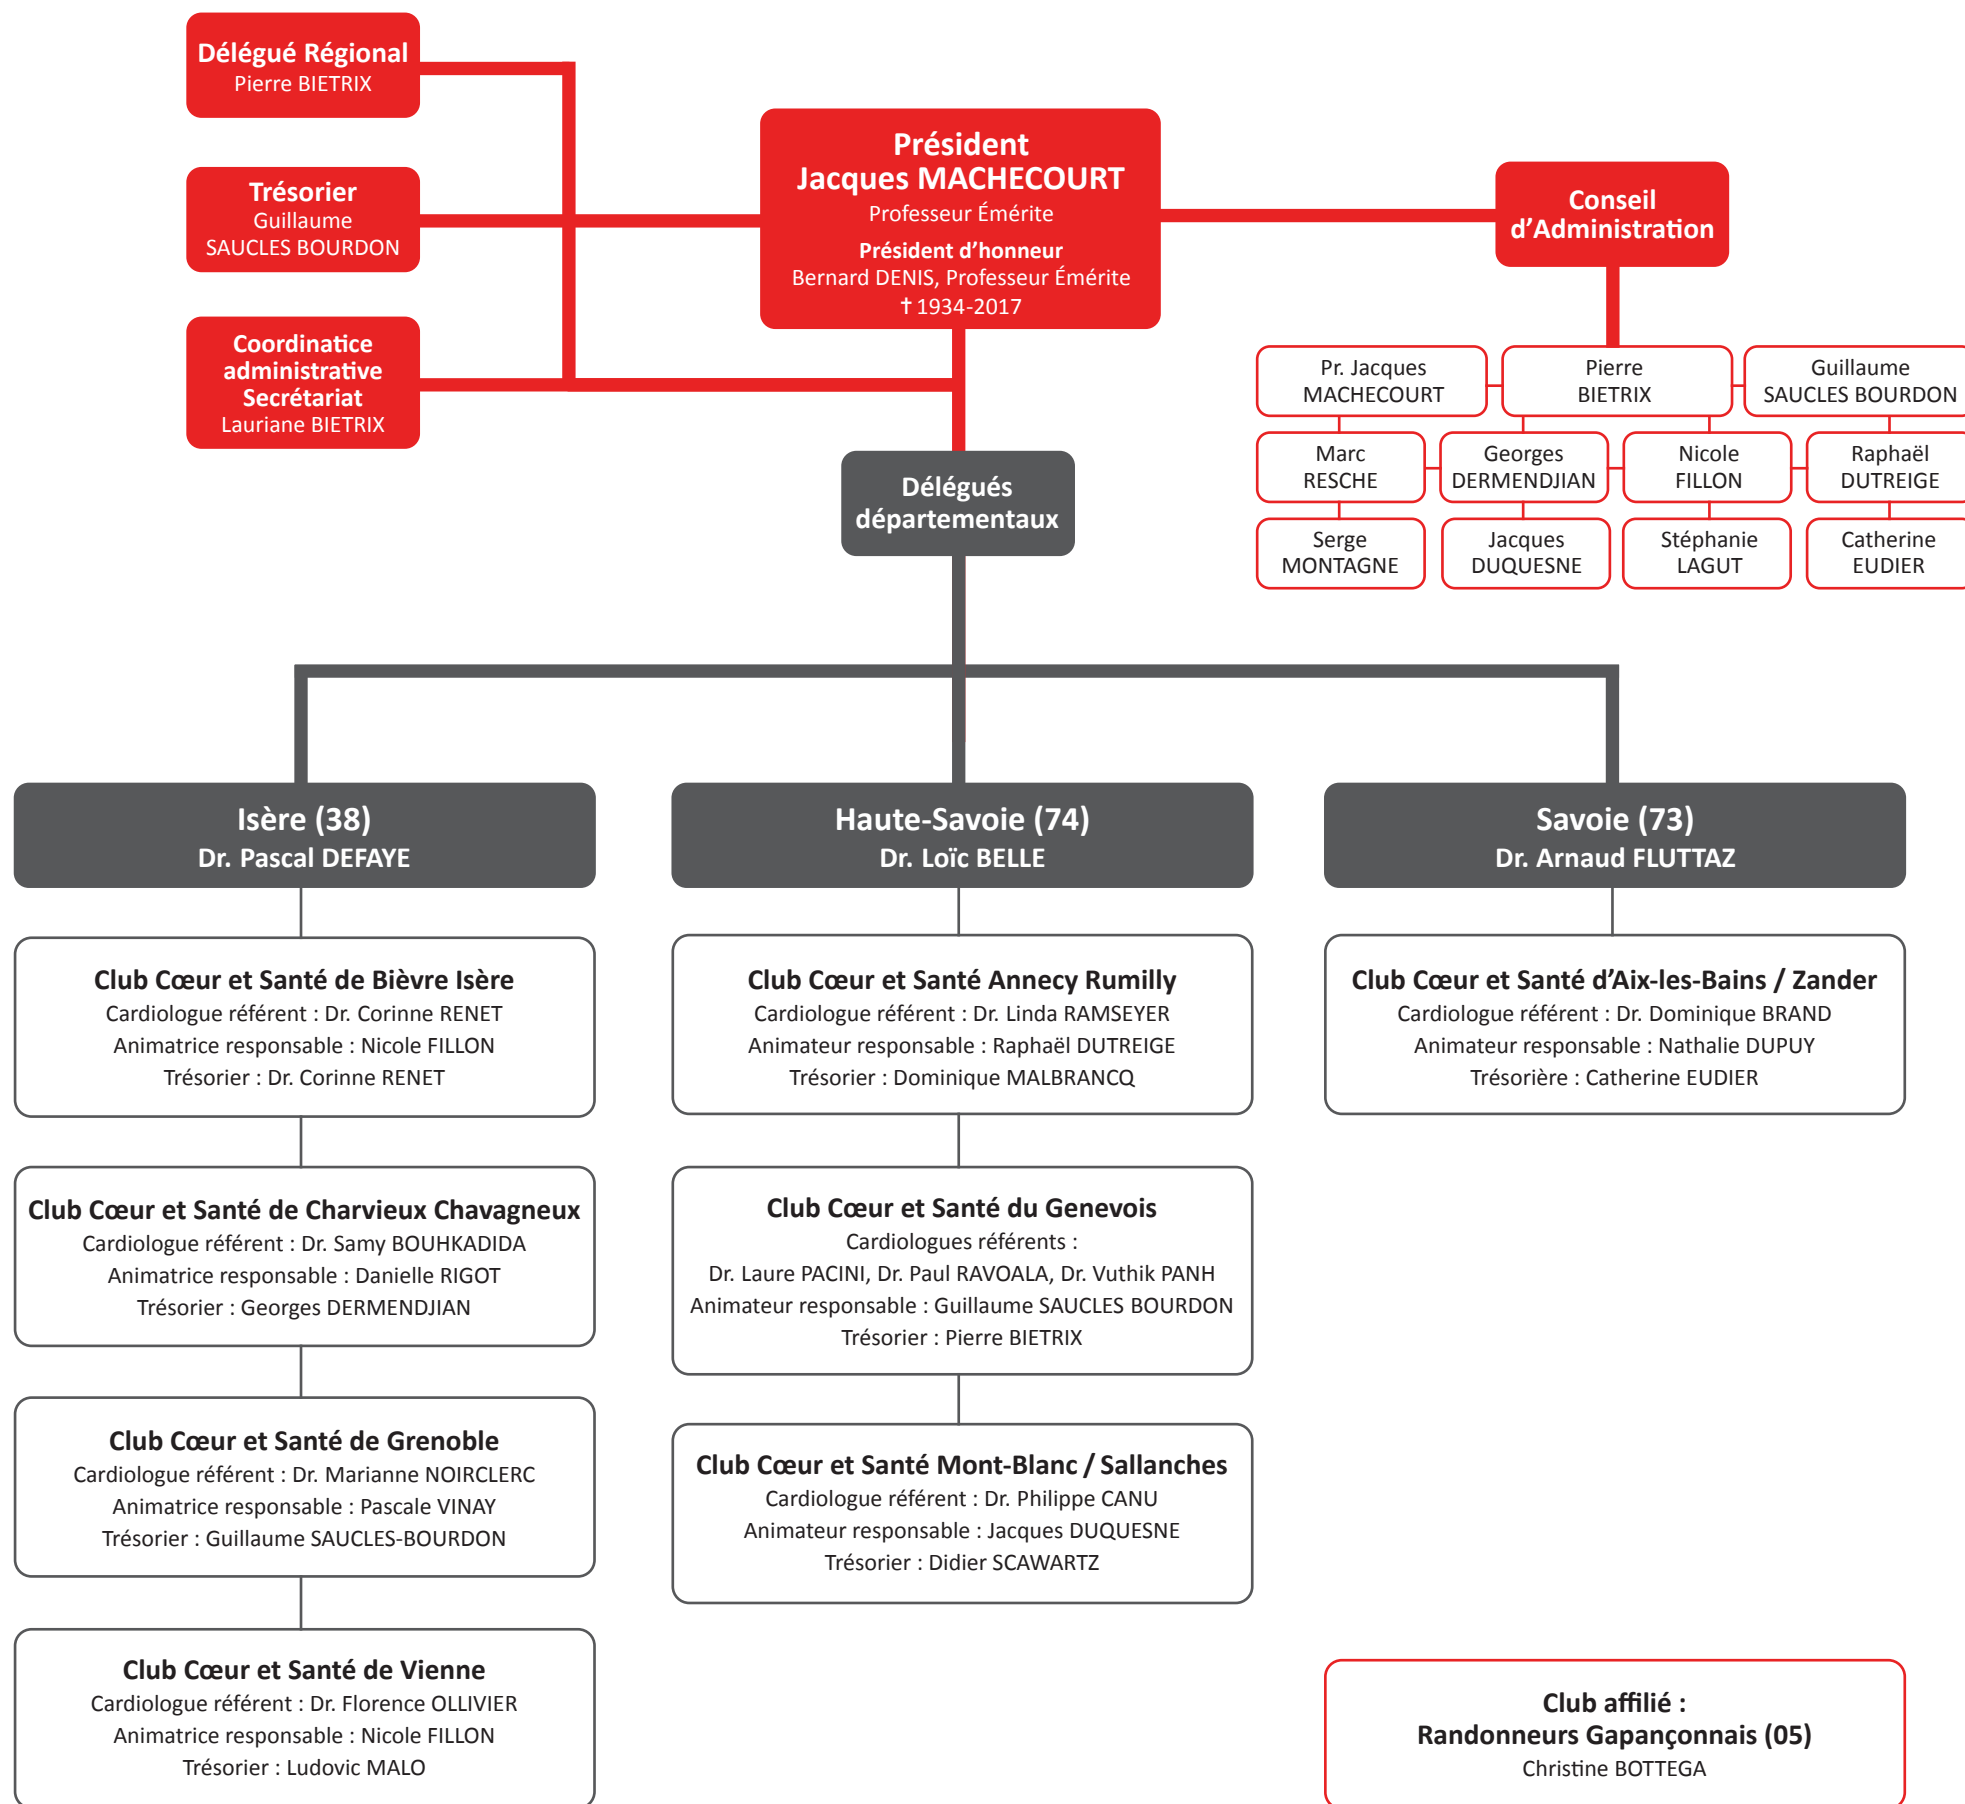 Délégué Régional
Pierre BIETRIX
Trésorier
Guillaume
SAUCLES BOURDON
Coordinatice
administrative
Secrétariat
Lauriane BIETRIX
Président
Jacques MACHECOURT
Professeur Émérite
Président d'honneur
Bernard DENIS, Professeur Émérite
✝ 1934-2017
Conseil
d'Administration
Pr. Jacques
MACHECOURT
Pierre
BIETRIX
Guillaume
SAUCLES BOURDON
Marc
RESCHE
Georges
DERMENDJIAN
Nicole
FILLON
Raphaël
DUTREIGE
Serge
MONTAGNE
Jacques
DUQUESNE
Stéphanie
LAGUT
Catherine
EUDIER
Délégués
départementaux
Isère (38)
Dr. Pascal DEFAYE
Club Cœur et Santé de Bièvre Isère
Cardiologue référent : Dr. Corinne RENET
Animatrice responsable : Nicole FILLON
Trésorier : Dr. Corinne RENET
Club Cœur et Santé de Charvieux Chavagneux
Cardiologue référent : Dr. Samy BOUHKADIDA
Animatrice responsable : Danielle RIGOT
Trésorier : Georges DERMENDJIAN
Club Cœur et Santé de Grenoble
Cardiologue référent : Dr. Marianne NOIRCLERC
Animatrice responsable : Pascale VINAY
Trésorier : Guillaume SAUCLES-BOURDON
Club Cœur et Santé de Vienne
Cardiologue référent : Dr. Florence OLLIVIER
Animatrice responsable : Nicole FILLON
Trésorier : Ludovic MALO
Haute-Savoie (74)
Dr. Loïc BELLE
Club Cœur et Santé Annecy Rumilly
Cardiologue référent : Dr. Linda RAMSEYER
Animateur responsable : Raphaël DUTREIGE
Trésorier : Dominique MALBRANCQ
Club Cœur et Santé du Genevois
Cardiologues référents :
Dr. Laure PACINI, Dr. Paul RAVOALA, Dr. Vuthik PANH
Animateur responsable : Guillaume SAUCLES BOURDON
Trésorier : Pierre BIETRIX
Club Cœur et Santé Mont-Blanc / Sallanches
Cardiologue référent : Dr. Philippe CANU
Animateur responsable : Jacques DUQUESNE
Trésorier : Didier SCAWARTZ
Savoie (73)
Dr. Arnaud FLUTTAZ
Club Cœur et Santé d'Aix-les-Bains / Zander
Cardiologue référent : Dr. Dominique BRAND
Animateur responsable : Nathalie DUPUY
Trésorière : Catherine EUDIER
Club affilié :
Randonneurs Gapançonnais (05)
Christine BOTTEGA